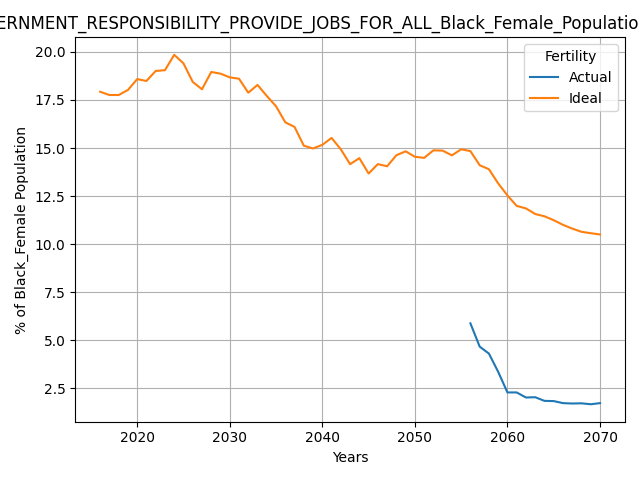 ERNMENT_RESPONSIBILITY_PROVIDE_JOBS_FOR_ALL_Black_Female_Populatio
Fertility
Actual
Ideal
20.0
17.5
15.0
12.5
10.0
7.5
5.0
2.5
% of Black_Female Population
2020 2030 2040 2050 2060 2070
Years